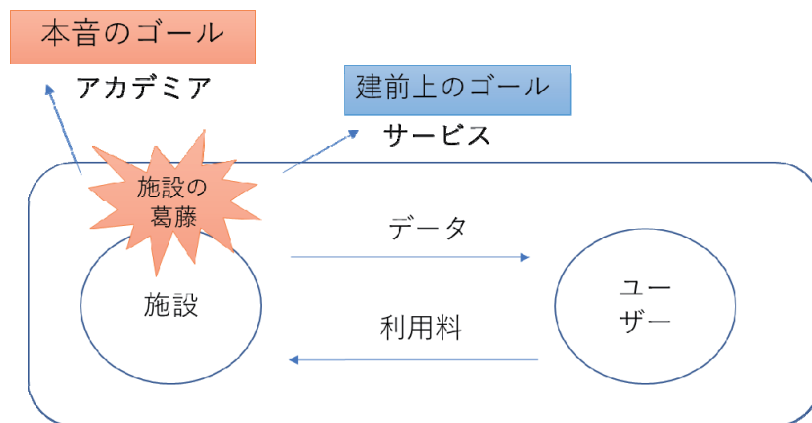 本音のゴール
アカデミア
建前上のゴール
サービス
施設の
葛藤
データ
施設
ユー
ザー
利用料